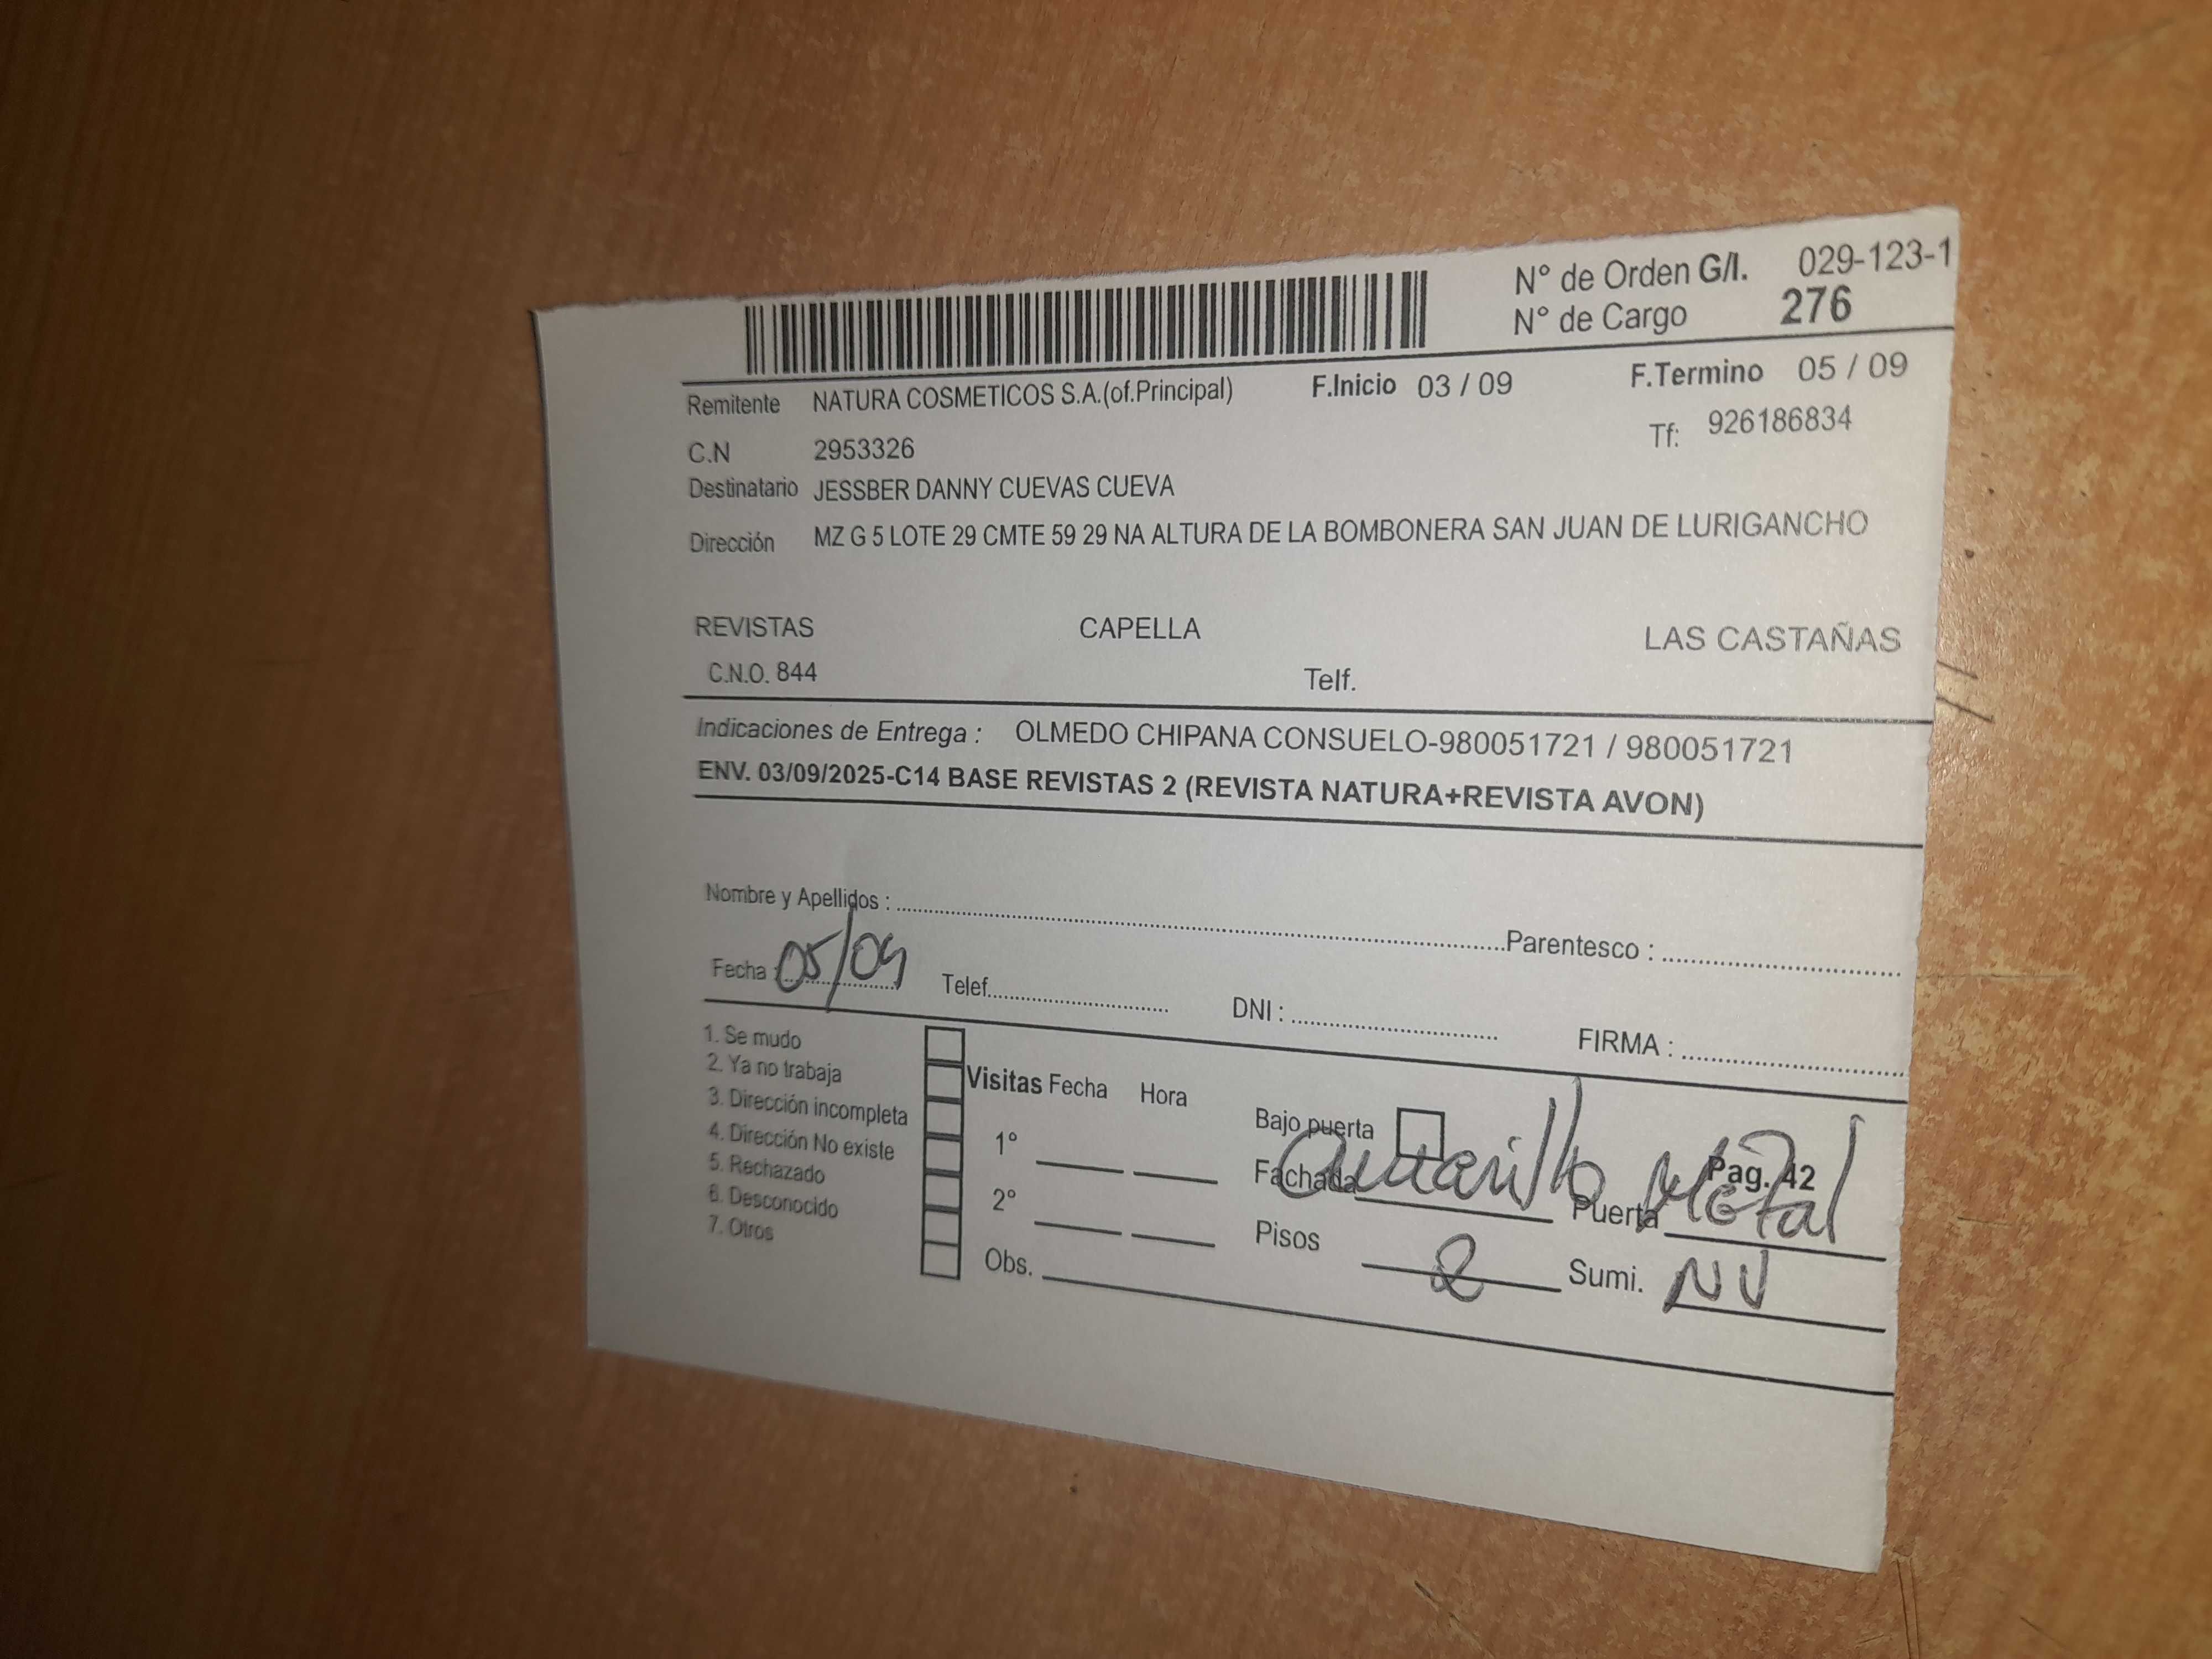 N° de Orden G/I. 029-123-1
N° de Cargo 276
Remitente NATURA COSMETICOS S.A.(of.Principal) F.Inicio 03 / 09 F.Termino 05 / 09
C.N 2953326 Tf: 926186834
Destinatario JESSBER DANNY CUEVAS CUEVA
Dirección MZ G 5 LOTE 29 CMTE 59 29 NA ALTURA DE LA BOMBONERA SAN JUAN DE LURIGANCHO
REVISTAS CAPELLA LAS CASTAÑAS
C.N.O. 844 Telf.
Indicaciones de Entrega : OLMEDO CHIPANA CONSUELO-980051721 / 980051721
ENV. 03/09/2025-C14 BASE REVISTAS 2 (REVISTA NATURA+REVISTA AVON)
Nombre y Apellidos : Parentesco :
Fecha : 05/09 Telef. DNI : FIRMA :
1. Se mudo
2. Ya no trabaja
3. Dirección incompleta
4. Dirección No existe
5. Rechazado
6. Desconocido
7. Otros
Visitas Fecha Hora
1°
2°
Obs.
Bajo puerta Pag. 42
Fachada amarillo Puerta Metal
Pisos 2 Sumi. NV